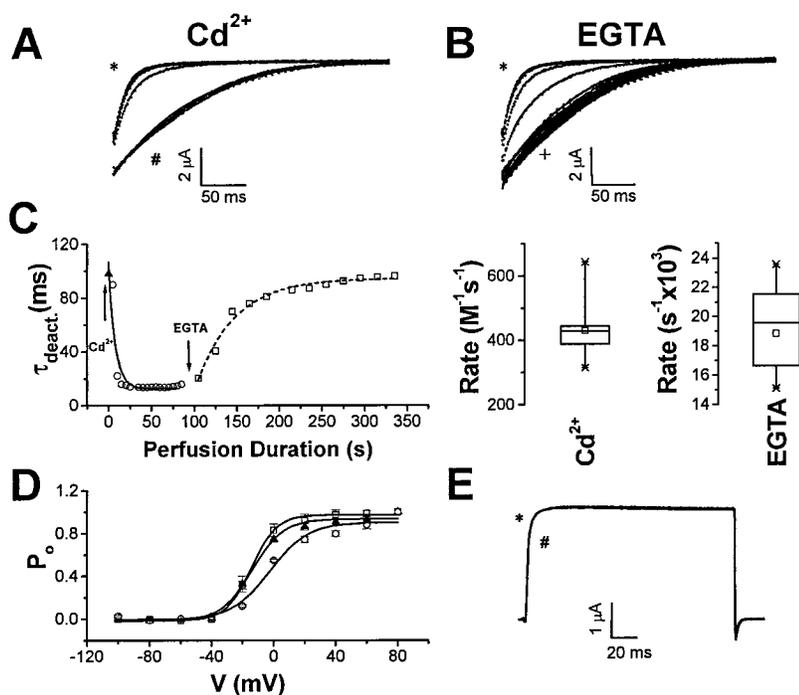 A
Cd2+
*
#
2 µA
50 ms
B
EGTA
*
+
2 µA
50 ms
C
τdeact.(ms)
120
80
40
0
Cd2+
EGTA
0 50 100 150 200 250 300 350
Perfusion Duration (s)
Rate (M-1s-1)
600
400
200
Cd2+
Rate (s-1x103)
24
22
20
18
16
14
EGTA
D
Po
1.2
0.8
0.4
0.0
-120 -80 -40 0 40 80
V (mV)
E
*
#
1 µA
20 ms